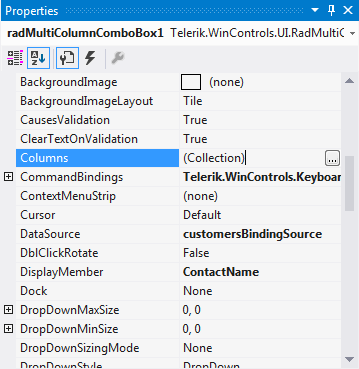 Properties
radMultiColumnComboBox1 Telerik.WinControls.UI.RadMultiC
BackgroundImage (none)
BackgroundImageLayout Tile
CausesValidation True
ClearTextOnValidation True
Columns (Collection) ...
CommandBindings Telerik.WinControls.Keyboar
ContextMenuStrip (none)
Cursor Default
DataSource customersBindingSource
DblClickRotate False
DisplayMember ContactName
Dock None
DropDownMaxSize 0, 0
DropDownMinSize 0, 0
DropDownSizingMode None
DropDownStyle DropDown